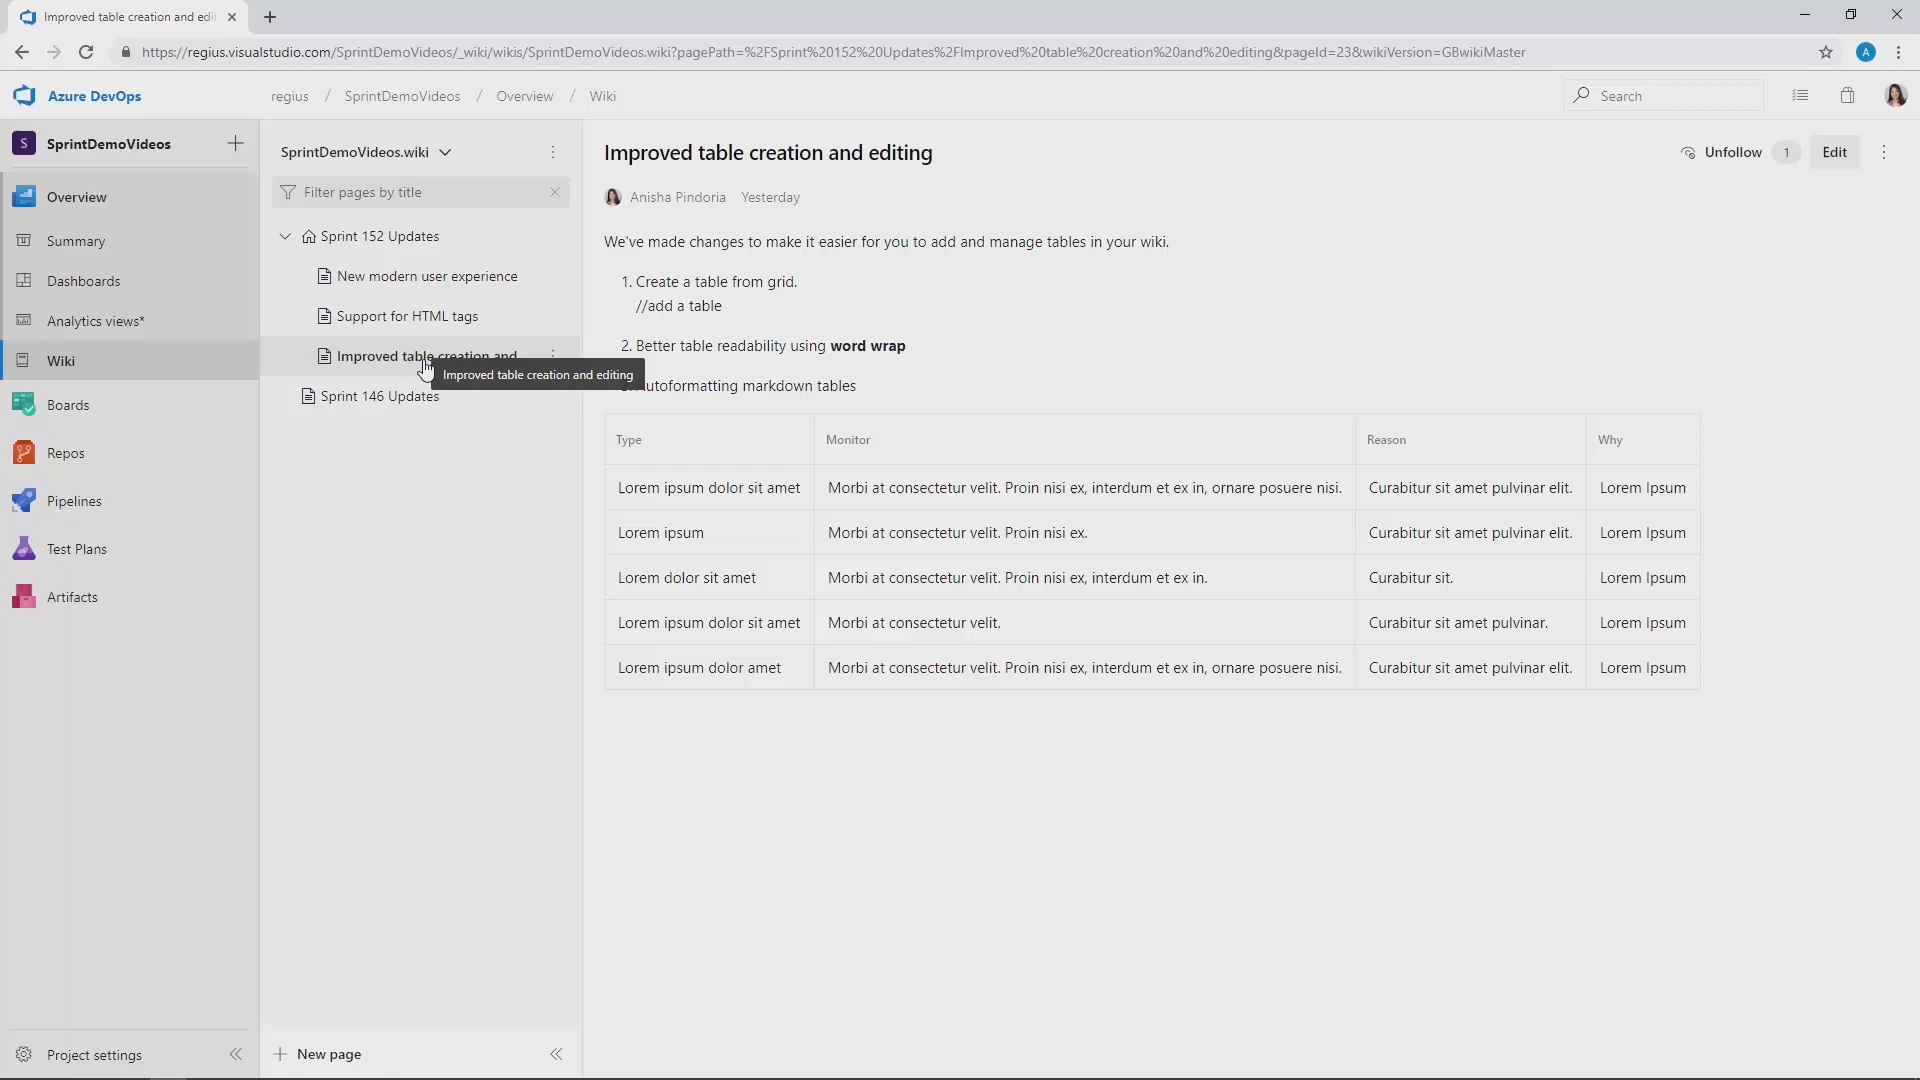 Improved table creation and edi
https://regius.visualstudio.com/SprintDemoVideos/_wiki/wikis/SprintDemoVideos.wiki?pagePath=%2FSprint%20152%20Updates%2FImproved%20table%20creation%20and%20editing&pageId=23&wikiVersion=GBwikiMaster
A
Azure DevOps
regius / SprintDemoVideos / Overview / Wiki
Search
S SprintDemoVideos
Overview
Summary
Dashboards
Analytics views*
Wiki
Boards
Repos
Pipelines
Test Plans
Artifacts
Project settings
SprintDemoVideos.wiki
Filter pages by title
Sprint 152 Updates
New modern user experience
Support for HTML tags
Improved table creation and
Improved table creation and editing
Sprint 146 Updates
New page
Improved table creation and editing
Unfollow 1 Edit
Anisha Pindoria Yesterday
We've made changes to make it easier for you to add and manage tables in your wiki.
1. Create a table from grid.
//add a table
2. Better table readability using word wrap
utoformatting markdown tables
Type Monitor Reason Why
Lorem ipsum dolor sit amet Morbi at consectetur velit. Proin nisi ex, interdum et ex in, ornare posuere nisi. Curabitur sit amet pulvinar elit. Lorem Ipsum
Lorem ipsum Morbi at consectetur velit. Proin nisi ex. Curabitur sit amet pulvinar elit. Lorem Ipsum
Lorem dolor sit amet Morbi at consectetur velit. Proin nisi ex, interdum et ex in. Curabitur sit. Lorem Ipsum
Lorem ipsum dolor sit amet Morbi at consectetur velit. Curabitur sit amet pulvinar. Lorem Ipsum
Lorem ipsum dolor amet Morbi at consectetur velit. Proin nisi ex, interdum et ex in, ornare posuere nisi. Curabitur sit amet pulvinar elit. Lorem Ipsum